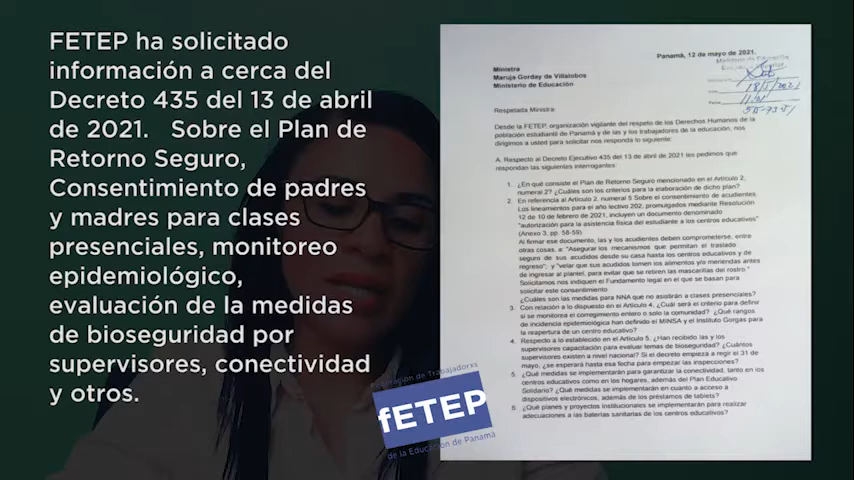 FETEP ha solicitado
información a cerca del
Decreto 435 del 13 de abril
de 2021. Sobre el Plan de
Retorno Seguro,
Consentimiento de padres
y madres para clases
presenciales, monitoreo
epidemiológico,
evaluación de la medidas
de bioseguridad por
supervisores, conectividad
y otros.
Panamá, 12 de mayo de 2021.
Ministra
Maruja Gorday de Villalobos
Ministerio de Educación
18/5/2021
Respetada Ministra:
Desde la FETEP, organización vigilante del respeto de los Derechos Humanos de la
población estudiante de Panamá y de las y los trabajadores de la educación, nos
dirigimos a usted para solicitar nos responda lo siguiente:
A. Respecto al Decreto Ejecutivo 435 del 13 de abril de 2021 les pedimos que
respondan las siguientes interrogantes:
1. ¿En qué consiste el Plan de Retorno Seguro mencionado en el Artículo 2,
numeral 2? ¿Cuáles son los criterios para la elaboración de dicho plan?
2. En referencia al Artículo 2, numeral 5 Sobre el consentimiento de acudientes.
Los lineamientos para el año lectivo 202, promulgados mediante Resolución
12 de 10 de febrero de 2021, incluyen un documento denominado
"autorización para la asistencia física del estudiante a los centros educativos"
(Anexo 3, pp. 58-59)
Al firmar ese documento, las y los acudientes deben comprometerse, entre
otras cosas, a: "Asegurar los mecanismos que permitan el traslado
seguro de sus acudidos desde su casa hasta los centros educativos y de
regreso"; y "velar que sus acudidos tomen los alimentos y/o meriendas antes
de ingresar al plantel, para evitar que se retiren las mascarillas del rostro."
Solicitamos nos indiquen el Fundamento legal en el que se basan para
solicitar este consentimiento
¿Cuáles son las medidas para NNA que no asistirán a clases presenciales?
3. Con relación a lo dispuesto en el Artículo 4, ¿Cuál será el criterio para definir
si se monitorea el corregimiento entero o solo la comunidad? ¿Qué rangos
de incidencia epidemiológica han definido el MINSA y el Instituto Gorgas para
la reapertura de un centro educativo?
4. Respecto a lo establecido en el Artículo 5, ¿Han recibido las y los
supervisores capacitación para evaluar temas de bioseguridad? ¿Cuántos
supervisores existen a nivel nacional? Si el decreto empieza a regir el 31 de
mayo, ¿se esperará hasta esa fecha para empezar las inspecciones?
5. ¿Qué medidas se implementarán para garantizar la conectividad, tanto en los
centros educativos como en los hogares, además del Plan Educativo
Solidario? ¿Qué medidas se implementarán en cuanto a acceso a
dispositivos electrónicos, además de los préstamos de tablets?
6. ¿Qué planes y proyectos institucionales se implementarán para realizar
adecuaciones a las baterías sanitarias de los centros educativos?
fETEP
de la Educación de Panamá